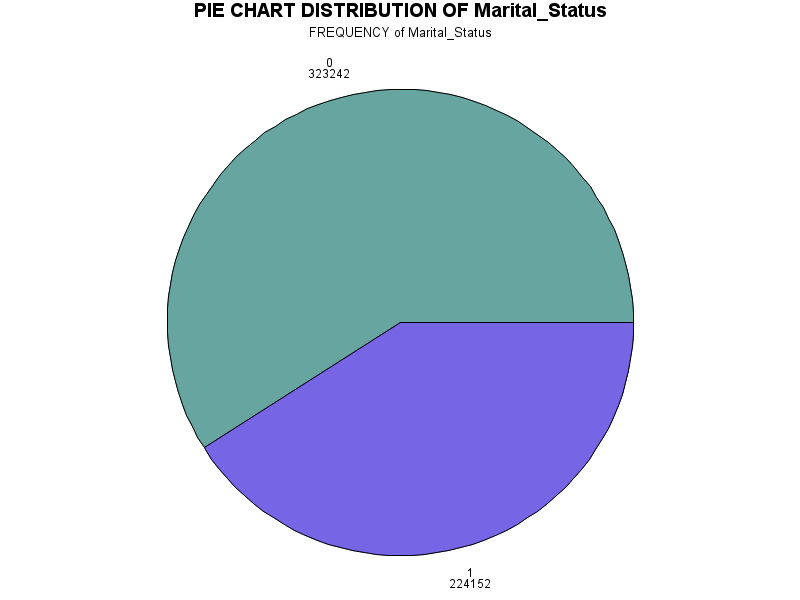 PIE CHART DISTRIBUTION OF Marital_Status
FREQUENCY of Marital_Status
0
323242
1
224152